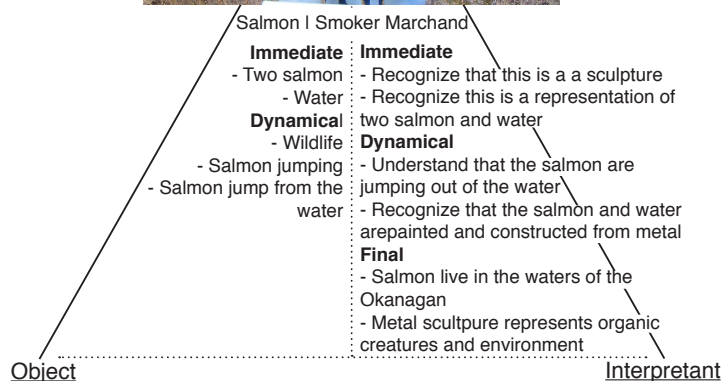 Salmon I Smoker Marchand
Immediate
- Two salmon
- Water
Dynamical
- Wildlife
- Salmon jumping
- Salmon jump from the
water
Immediate
- Recognize that this is a a sculpture
- Recognize this is a representation of
two salmon and water
Dynamical
- Understand that the salmon are
jumping out of the water
- Recognize that the salmon and water
arepainted and constructed from metal
Final
- Salmon live in the waters of the
Okanagan
- Metal scultpure represents organic
creatures and environment
Object
Interpretant